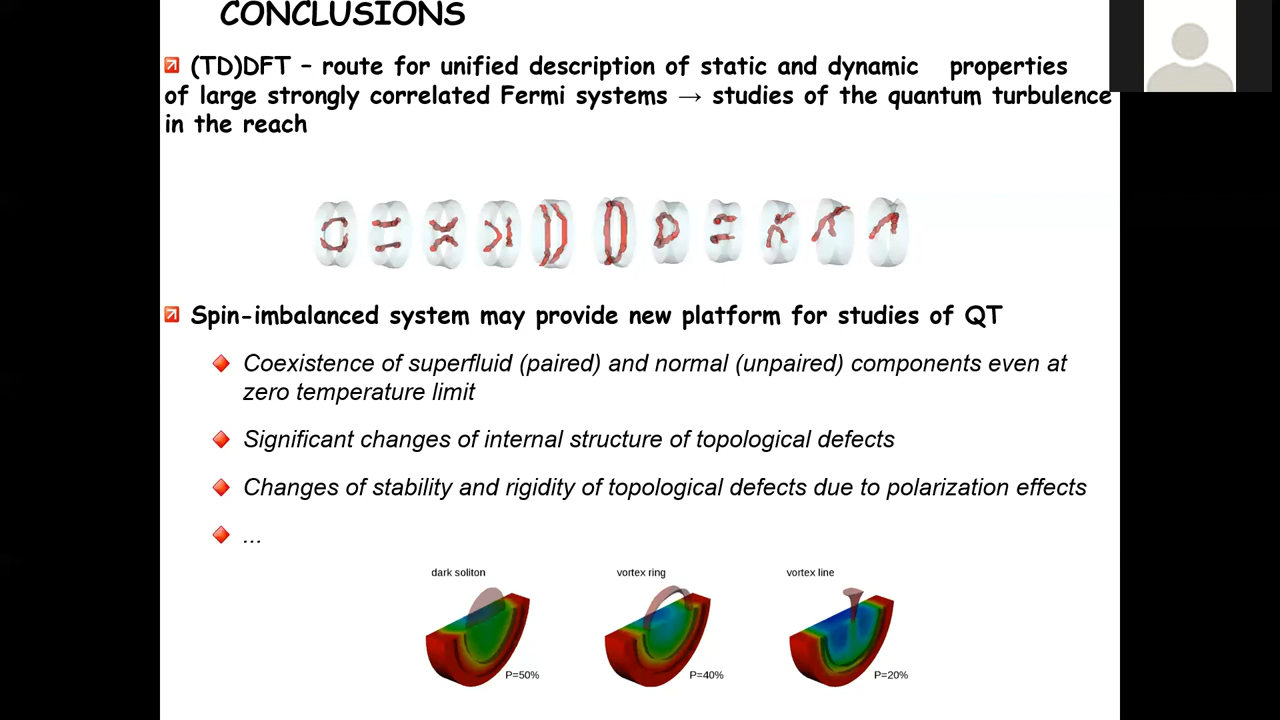 CONCLUSIONS
(TD)DFT – route for unified description of static and dynamic properties
of large strongly correlated Fermi systems → studies of the quantum turbulence
in the reach
Spin-imbalanced system may provide new platform for studies of QT
Coexistence of superfluid (paired) and normal (unpaired) components even at
zero temperature limit
Significant changes of internal structure of topological defects
Changes of stability and rigidity of topological defects due to polarization effects
...
dark soliton vortex ring vortex line
P=50% P=40% P=20%